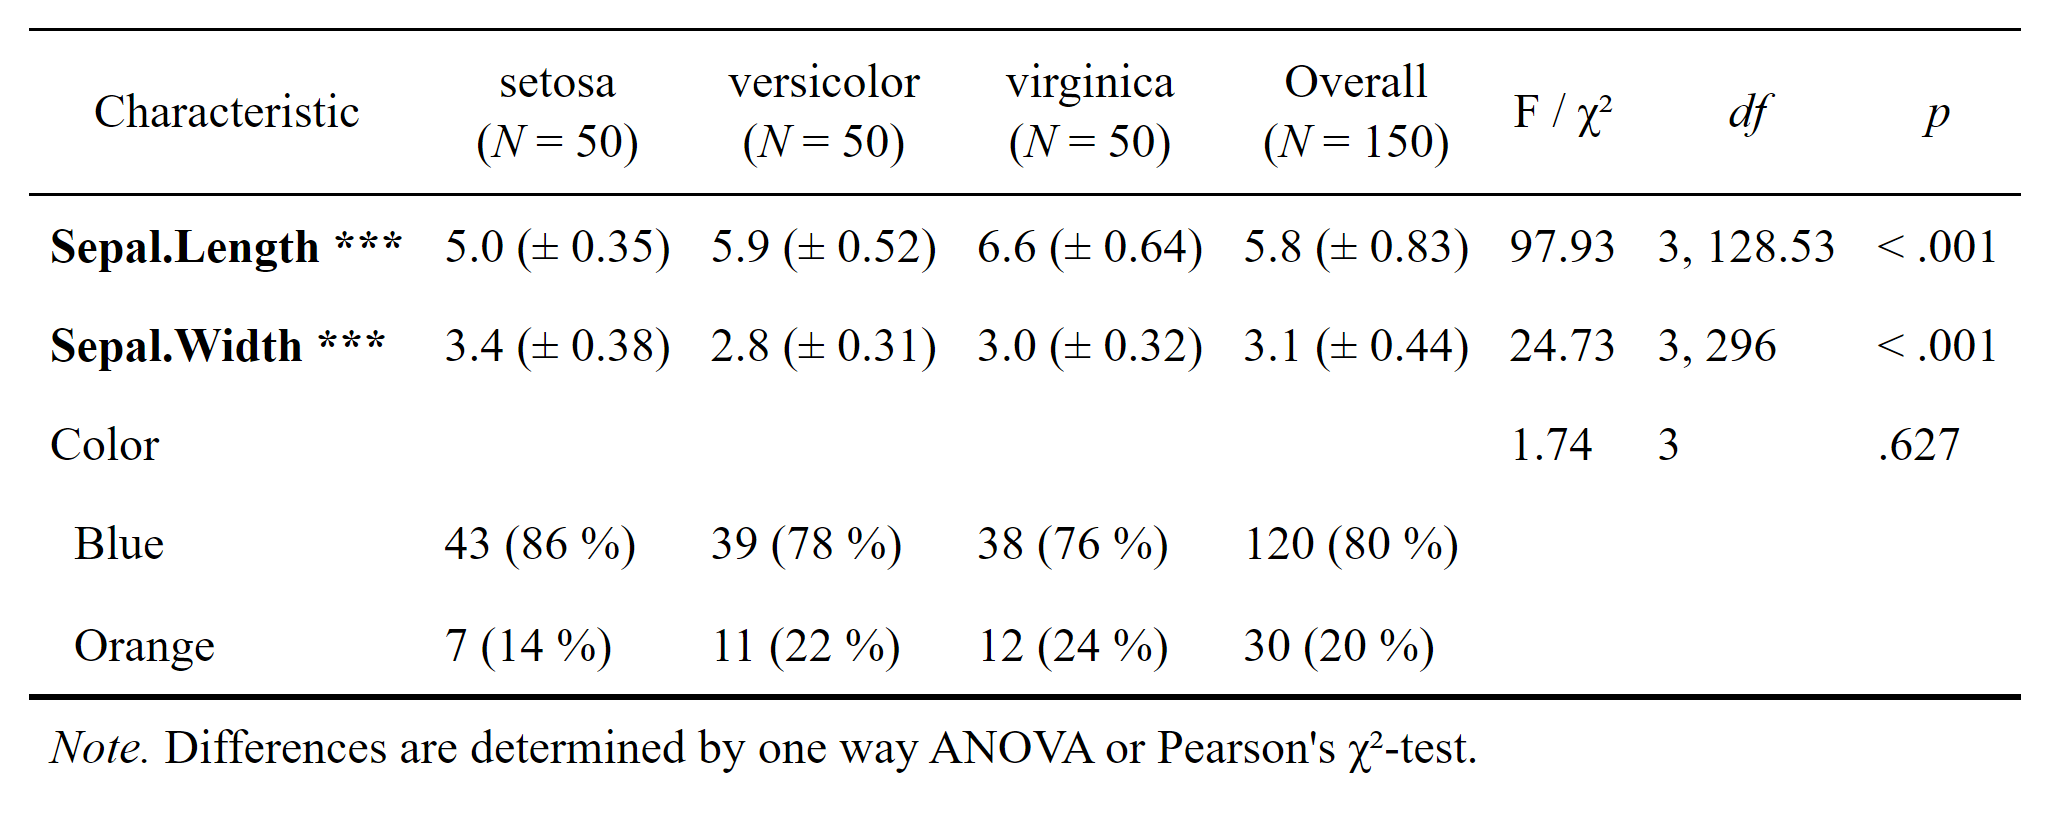 Characteristic setosa (N = 50) versicolor (N = 50) virginica (N = 50) Overall (N = 150) F / χ² df p
Sepal.Length *** 5.0 (± 0.35) 5.9 (± 0.52) 6.6 (± 0.64) 5.8 (± 0.83) 97.93 3, 128.53 < .001
Sepal.Width *** 3.4 (± 0.38) 2.8 (± 0.31) 3.0 (± 0.32) 3.1 (± 0.44) 24.73 3, 296 < .001
Color 1.74 3 .627
Blue 43 (86 %) 39 (78 %) 38 (76 %) 120 (80 %)
Orange 7 (14 %) 11 (22 %) 12 (24 %) 30 (20 %)
Note. Differences are determined by one way ANOVA or Pearson's χ²-test.